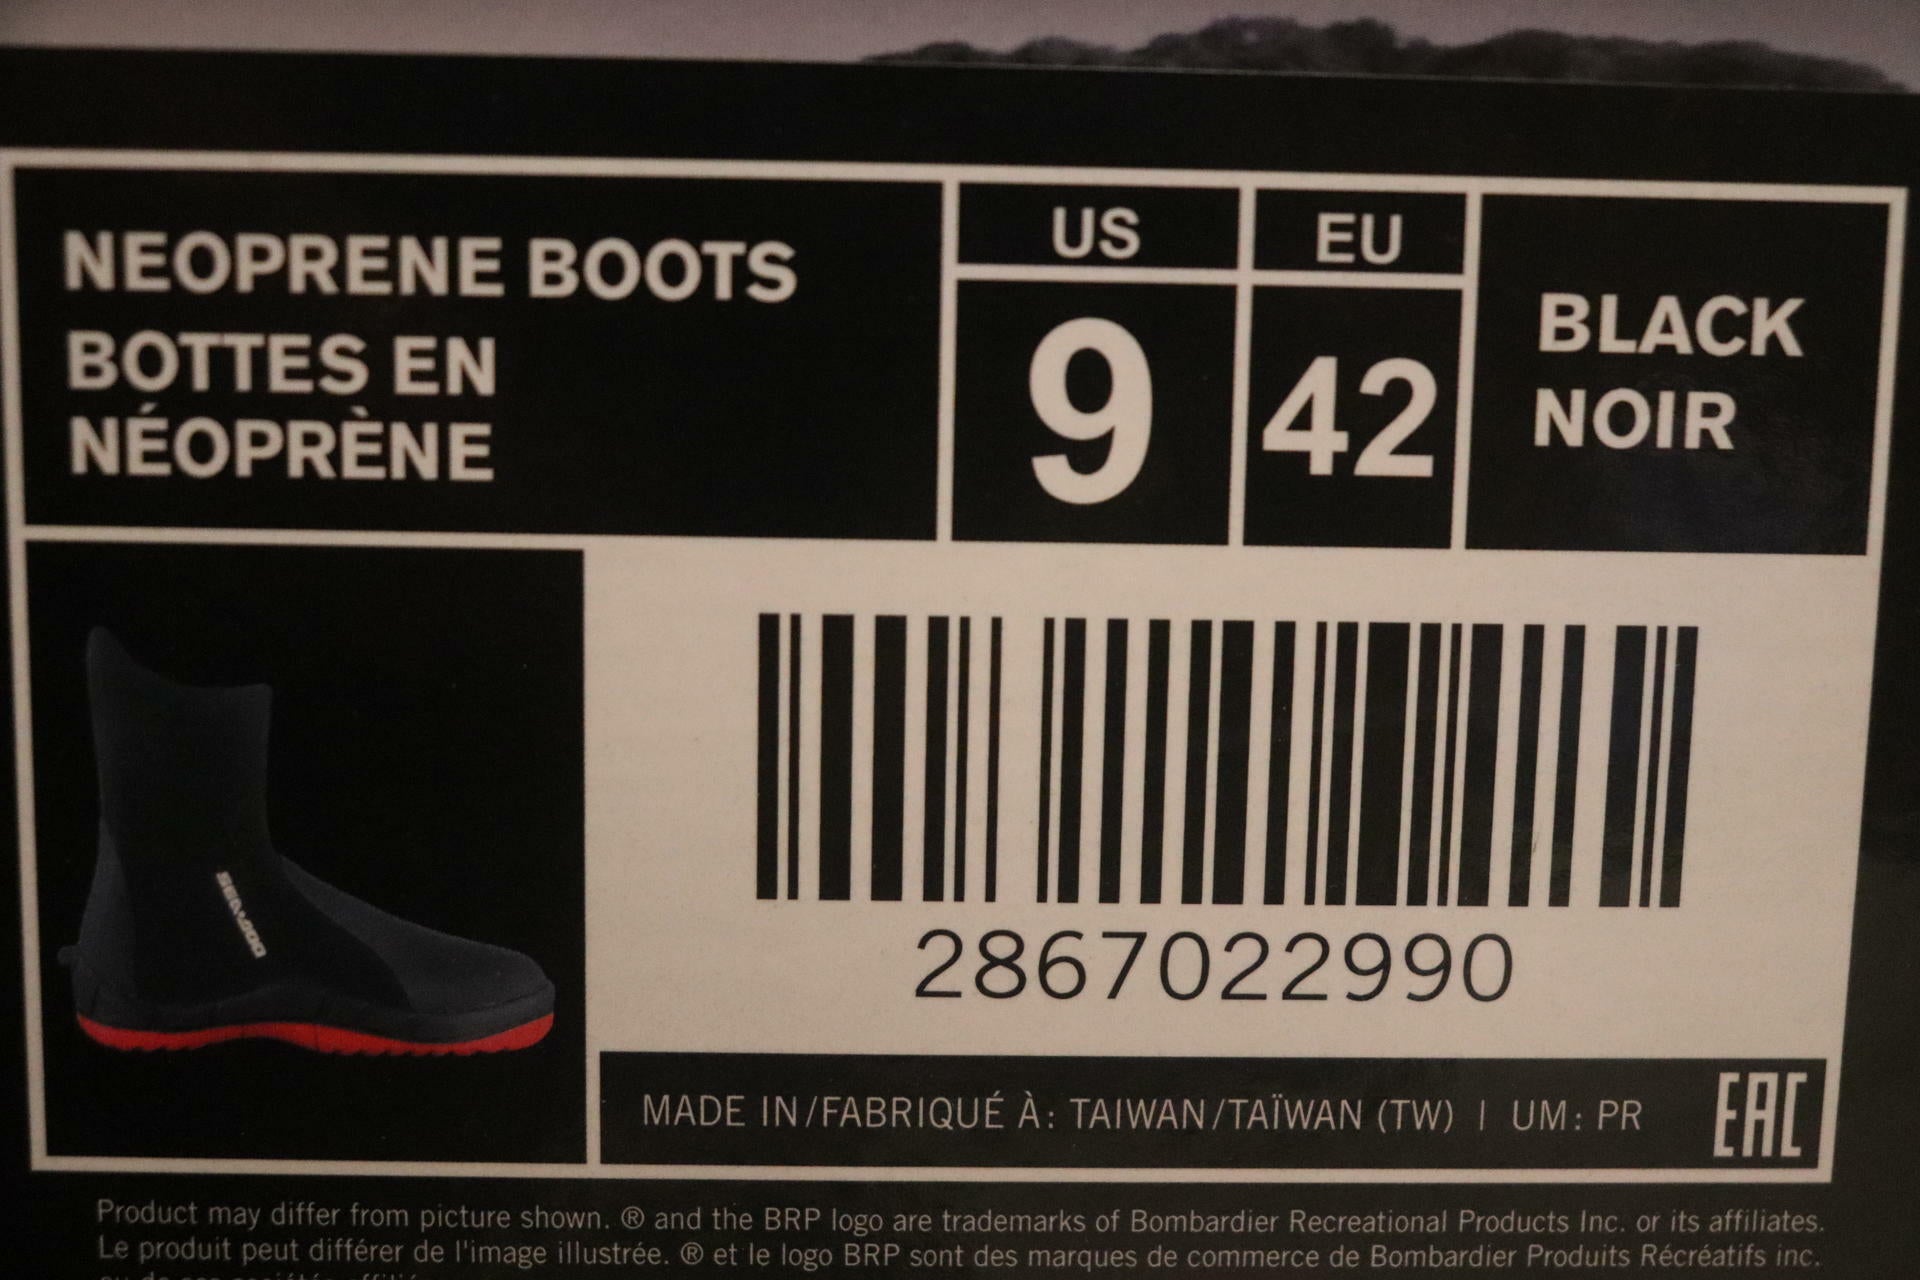 NEOPRENE BOOTS
BOTTES EN
NÉOPRÈNE
US
9
EU
42
BLACK
NOIR
SEA-DOO
2867022990
MADE IN/FABRIQUÉ À: TAIWAN/TAÏWAN (TW) | UM: PR
EAC
Product may differ from picture shown. ® and the BRP logo are trademarks of Bombardier Recreational Products Inc. or its affiliates.
Le produit peut différer de l'image illustrée. ® et le logo BRP sont des marques de commerce de Bombardier Produits Récréatifs inc.